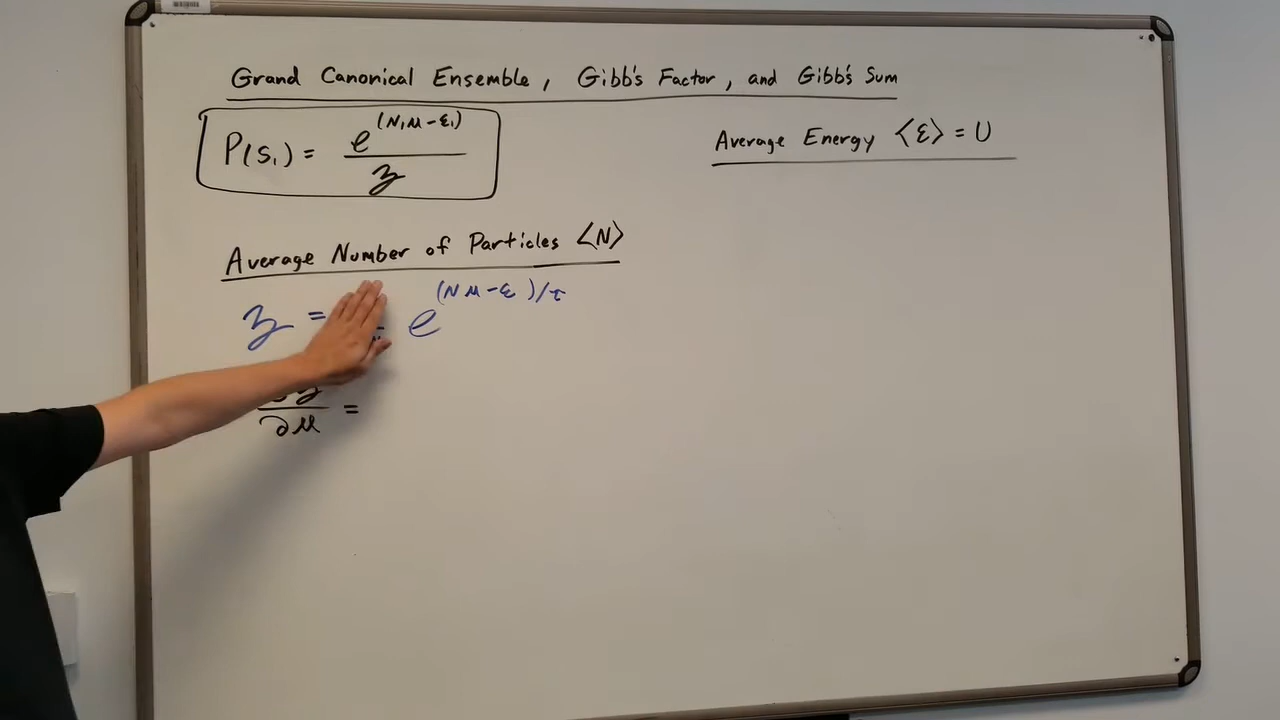 Grand Canonical Ensemble, Gibb's Factor, and Gibb's Sum
P(s₁) = e^(N₁μ-ε₁) / z
Average Energy ⟨ε⟩ = U
Average Number of Particles ⟨N⟩
z = e^(Nμ-ε)/τ
∂z/∂μ =